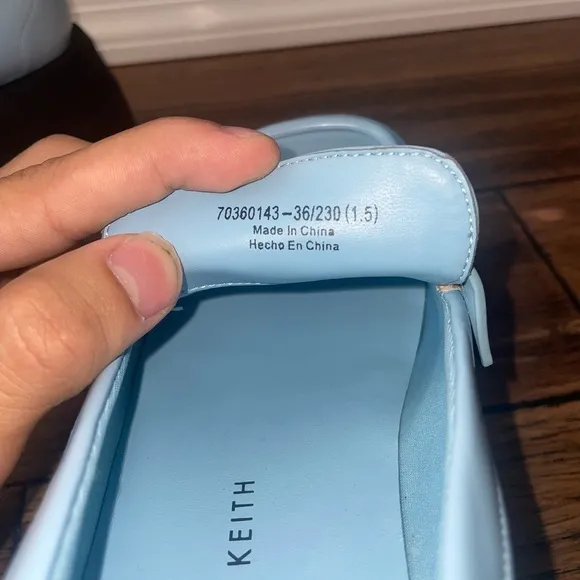 70360143-36/230 (1.5)
Made In China
Hecho En China
KEITH